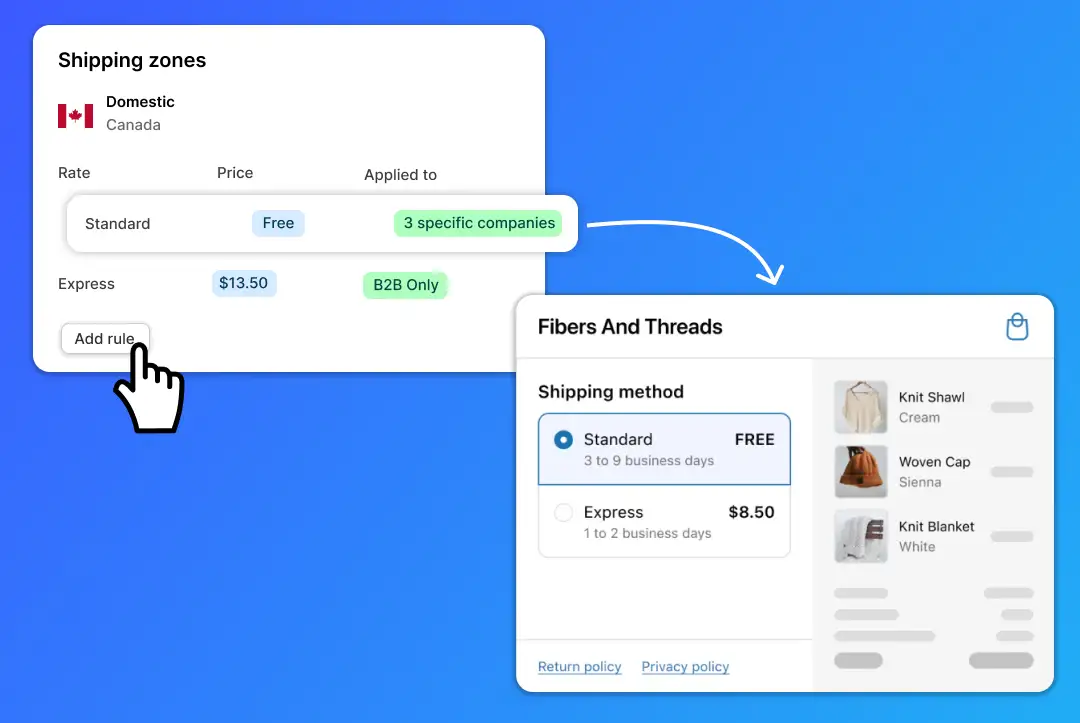 Shipping zones
Domestic
Canada
Rate Price Applied to
Standard Free 3 specific companies
Express $13.50 B2B Only
Add rule
Fibers And Threads
Shipping method
Standard FREE
3 to 9 business days
Express $8.50
1 to 2 business days
Return policy Privacy policy
Knit Shawl
Cream
Woven Cap
Sienna
Knit Blanket
White